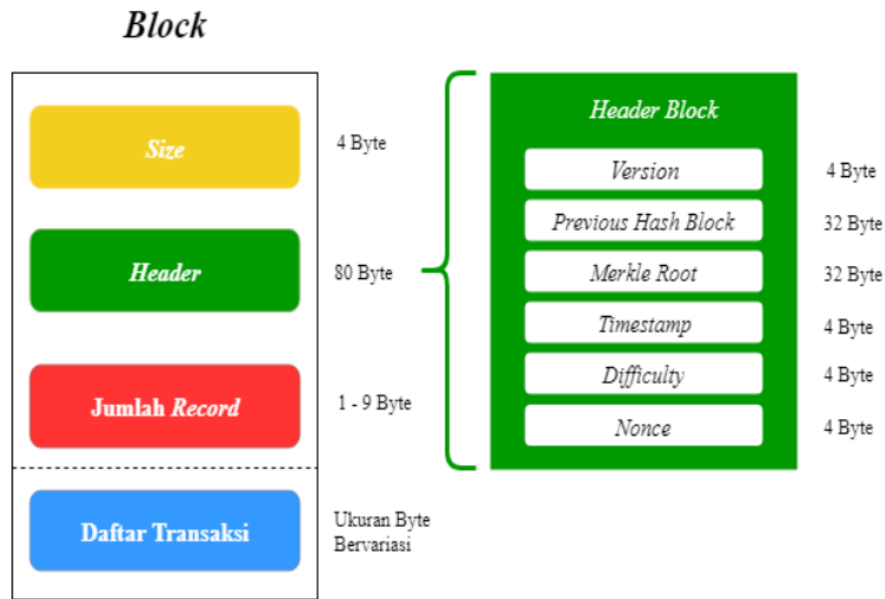 Block
Size
4 Byte
Header
80 Byte
Jumlah Record
1 - 9 Byte
Daftar Transaksi
Ukuran Byte
Bervariasi
Header Block
Version
4 Byte
Previous Hash Block
32 Byte
Merkle Root
32 Byte
Timestamp
4 Byte
Difficulty
4 Byte
Nonce
4 Byte